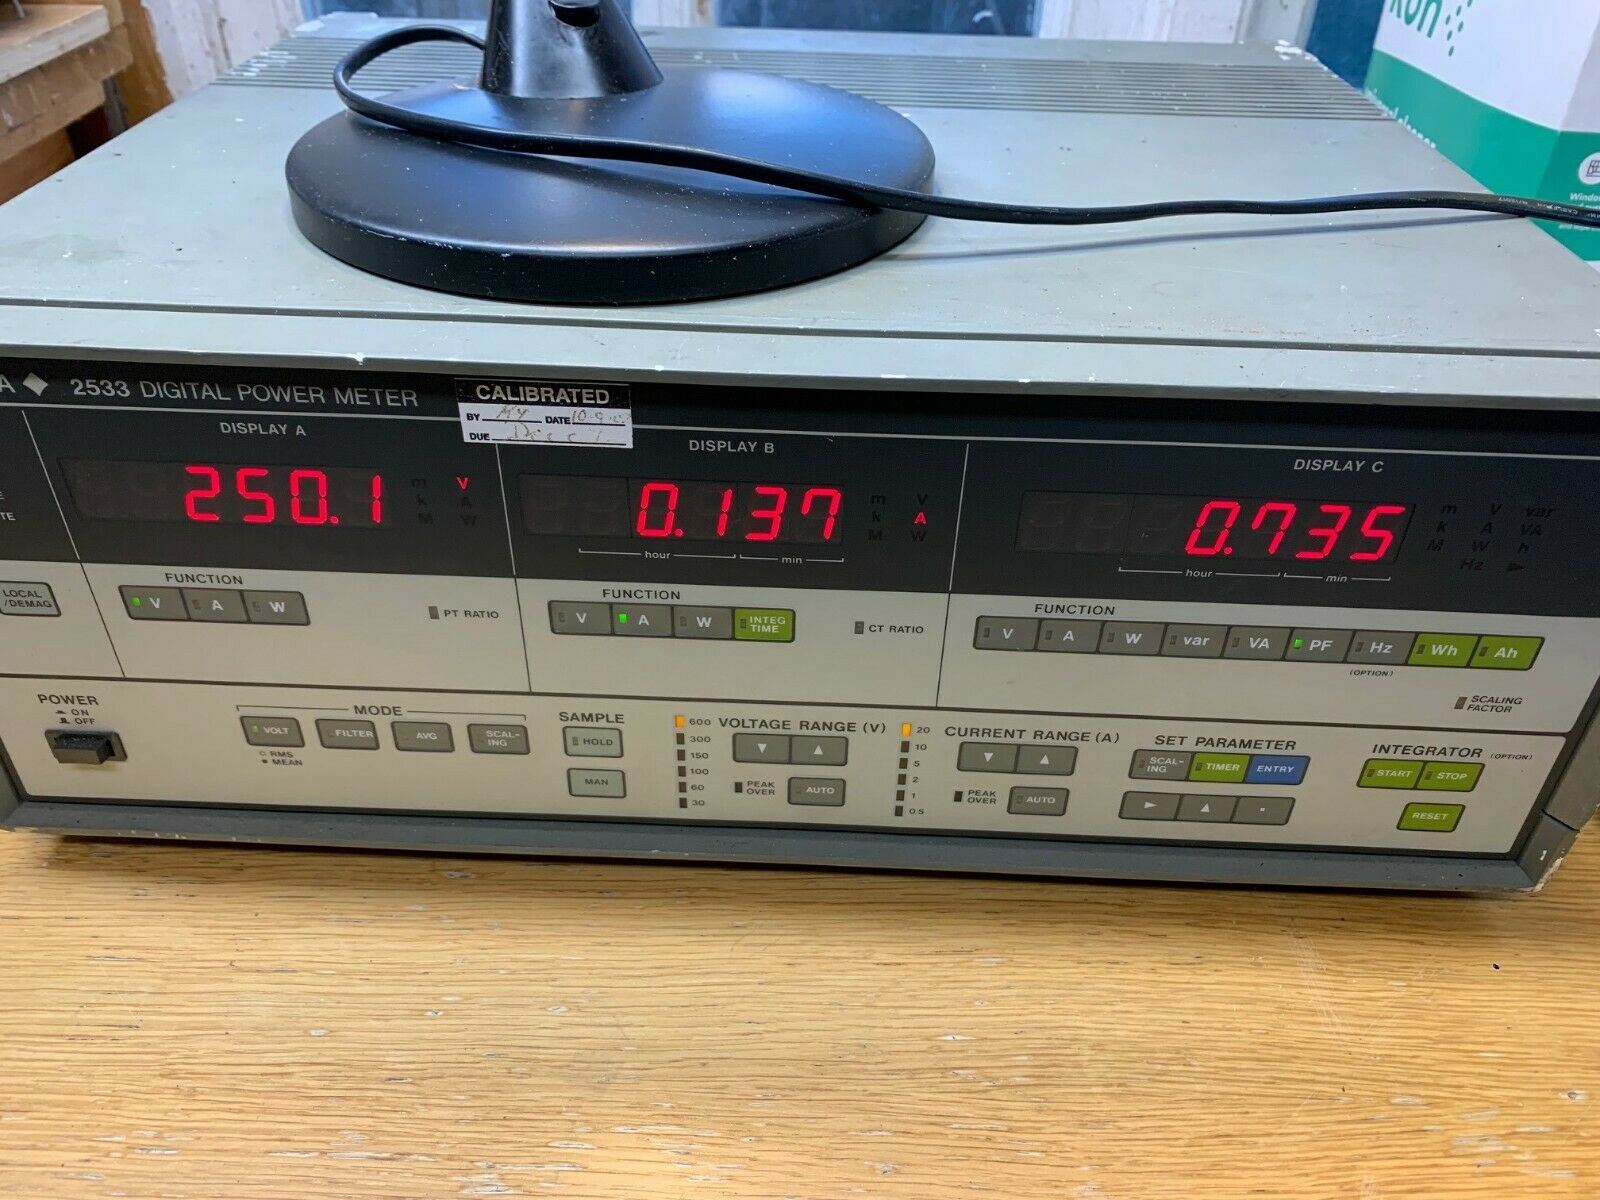 kon
Window
A ◆ 2533 DIGITAL POWER METER
CALIBRATED
BY MY DATE
DUE
DISPLAY A
DISPLAY B
DISPLAY C
250.1
m V
k A
M W
0.137
m V
k A
M W
hour min
0.735
m V var
k A VA
M W h
Hz
hour min
E
TE
LOCAL
/DEMAG
FUNCTION
V A W
PT RATIO
FUNCTION
V A W INTEG TIME
CT RATIO
FUNCTION
V A W var VA PF Hz Wh Ah
(OPTION)
SCALING
FACTOR
POWER
ON
OFF
MODE
VOLT FILTER AVG SCAL-ING
RMS
MEAN
SAMPLE
HOLD
MAN
600 VOLTAGE RANGE (V)
300
150
100
60
30
PEAK
OVER
AUTO
20 CURRENT RANGE (A)
10
5
2
1
0.5
PEAK
OVER
AUTO
SET PARAMETER
SCAL-ING TIMER ENTRY
INTEGRATOR (OPTION)
START STOP
RESET